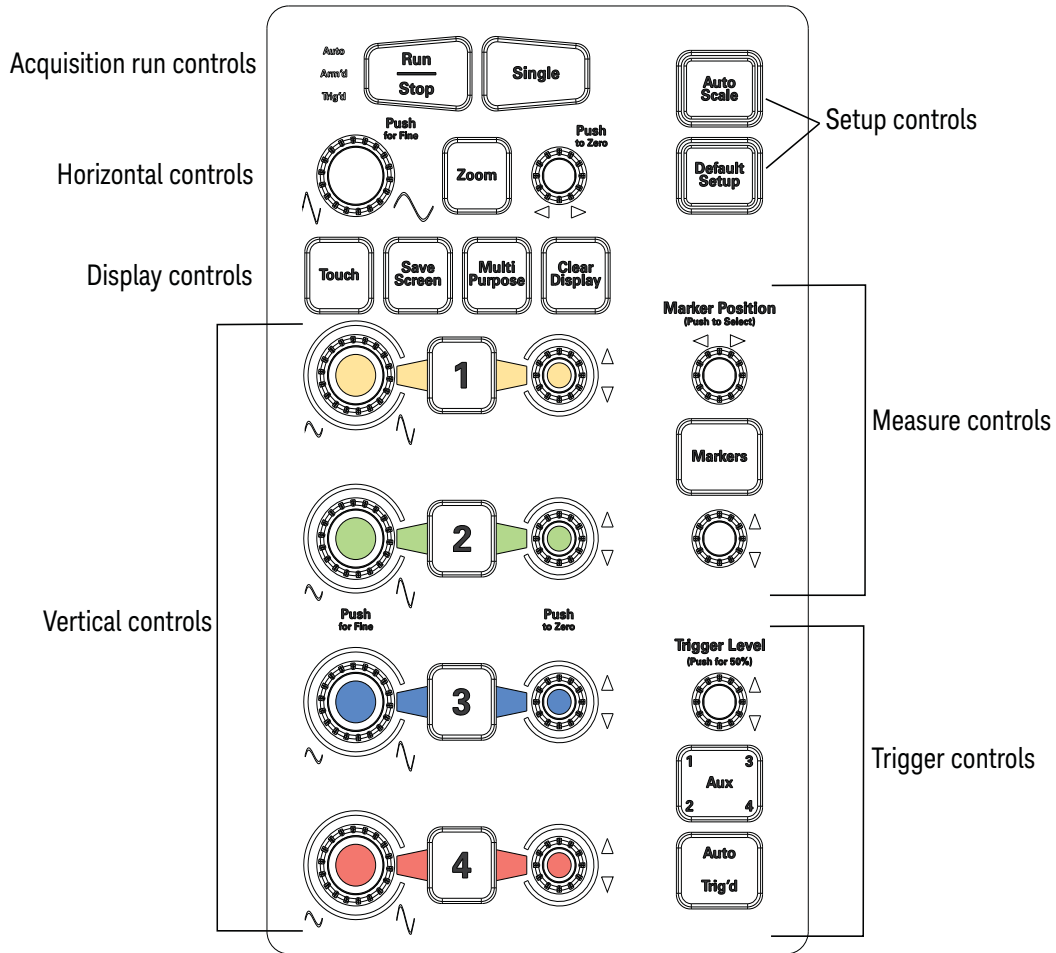 Acquisition run controls
Auto
Arm'd
Trig'd
Run
Stop
Single
Auto
Scale
Setup controls
Default
Setup
Horizontal controls
Push
for Fine
Zoom
Push
to Zero
Display controls
Touch
Save
Screen
Multi
Purpose
Clear
Display
Vertical controls
1
2
Push
for Fine
Push
to Zero
3
4
Marker Position
(Push to Select)
Markers
Measure controls
Trigger Level
(Push for 50%)
1 3
Aux
2 4
Auto
Trig'd
Trigger controls